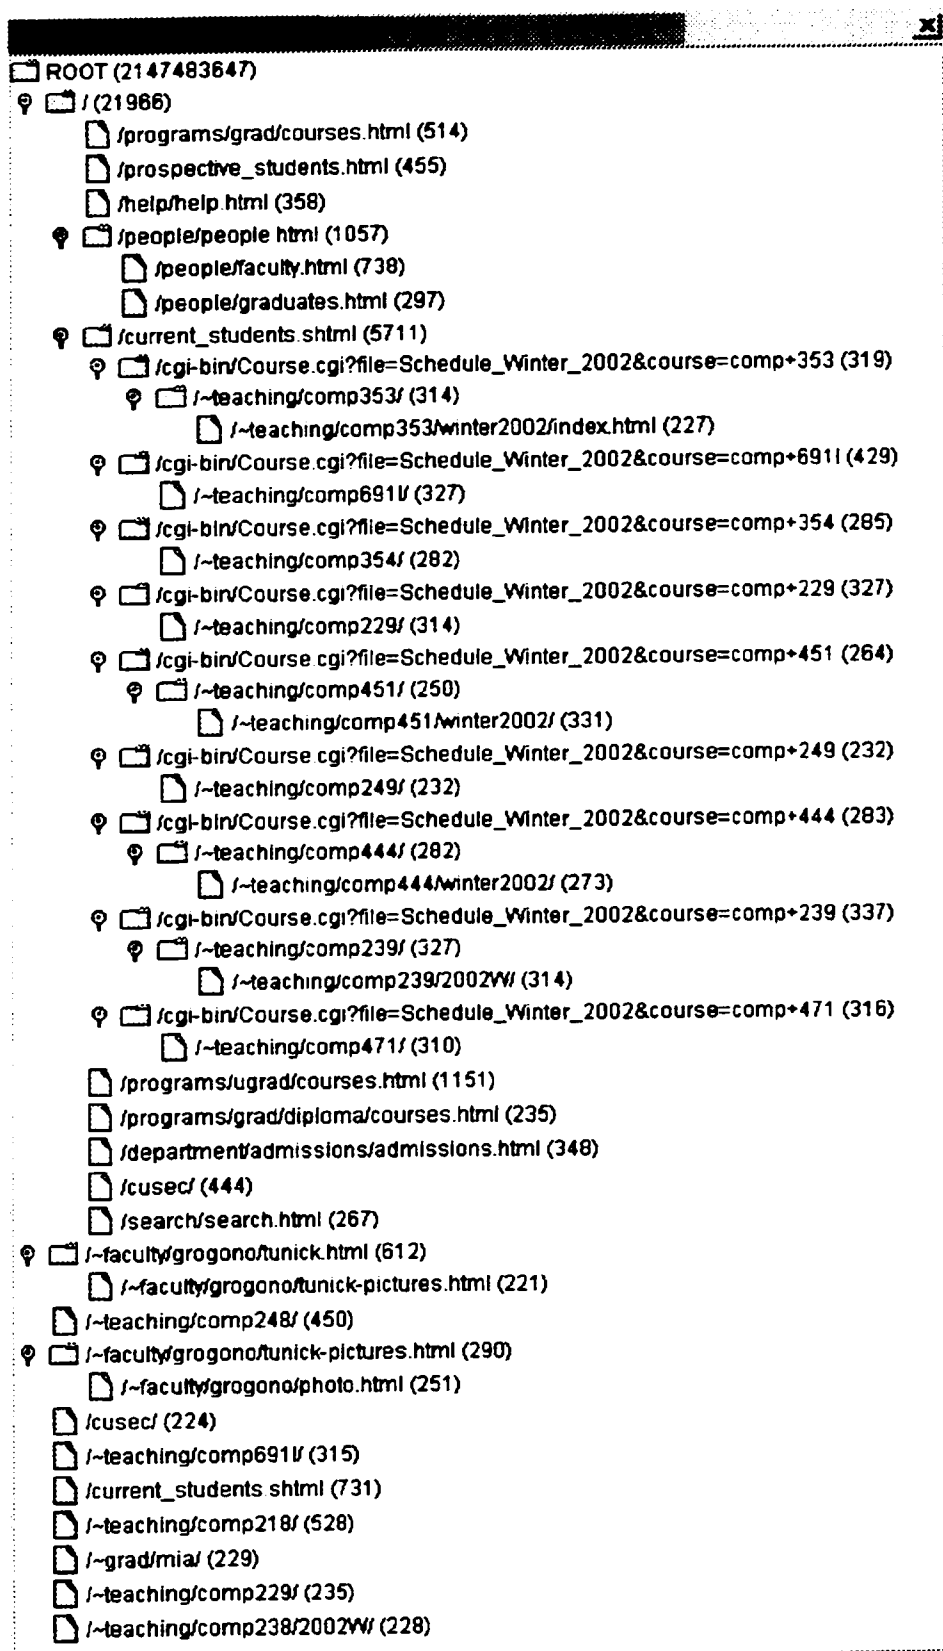 ROOT (2147483647)
/ (21966)
/programs/grad/courses.html (514)
/prospective_students.html (455)
/help/help.html (358)
/people/people.html (1057)
/people/faculty.html (738)
/people/graduates.html (297)
/current_students.shtml (5711)
/cgi-bin/Course.cgi?file=Schedule_Winter_2002&course=comp+353 (319)
/~teaching/comp353/ (314)
/~teaching/comp353/winter2002/index.html (227)
/cgi-bin/Course.cgi?file=Schedule_Winter_2002&course=comp+691l (429)
/~teaching/comp691l/ (327)
/cgi-bin/Course.cgi?file=Schedule_Winter_2002&course=comp+354 (285)
/~teaching/comp354/ (282)
/cgi-bin/Course.cgi?file=Schedule_Winter_2002&course=comp+229 (327)
/~teaching/comp229/ (314)
/cgi-bin/Course.cgi?file=Schedule_Winter_2002&course=comp+451 (264)
/~teaching/comp451/ (250)
/~teaching/comp451/winter2002/ (331)
/cgi-bin/Course.cgi?file=Schedule_Winter_2002&course=comp+249 (232)
/~teaching/comp249/ (232)
/cgi-bin/Course.cgi?file=Schedule_Winter_2002&course=comp+444 (283)
/~teaching/comp444/ (282)
/~teaching/comp444/winter2002/ (273)
/cgi-bin/Course.cgi?file=Schedule_Winter_2002&course=comp+239 (337)
/~teaching/comp239/ (327)
/~teaching/comp239/2002W/ (314)
/cgi-bin/Course.cgi?file=Schedule_Winter_2002&course=comp+471 (316)
/~teaching/comp471/ (310)
/programs/ugrad/courses.html (1151)
/programs/grad/diploma/courses.html (235)
/department/admissions/admissions.html (348)
/cusec/ (444)
/search/search.html (267)
/~faculty/grogono/tunick.html (612)
/~faculty/grogono/tunick-pictures.html (221)
/~teaching/comp248/ (450)
/~faculty/grogono/tunick-pictures.html (290)
/~faculty/grogono/photo.html (251)
/cusec/ (224)
/~teaching/comp691l/ (315)
/current_students.shtml (731)
/~teaching/comp218/ (528)
/~grad/mia/ (229)
/~teaching/comp229/ (235)
/~teaching/comp238/2002W/ (228)